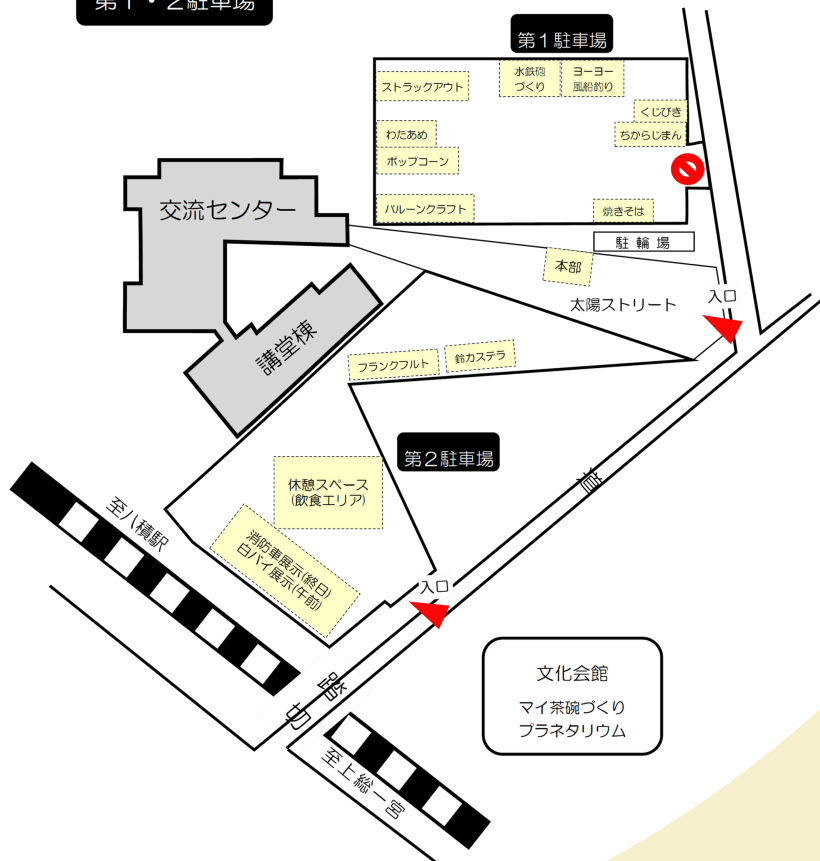 第１・２駐車場
第１駐車場
ストラックアウト
水鉄砲
づくり
ヨーヨー
風船釣り
くじびき
ちからじまん
わたあめ
ポップコーン
バルーンクラフト
焼きそば
駐輪場
交流センター
本部
太陽ストリート
入口
講堂棟
フランクフルト
鈴カステラ
第２駐車場
道
休憩スペース
(飲食エリア)
至八積駅
消防車展示(終日)
白バイ展示(午前)
入口
踏切
至上総一宮
文化会館
マイ茶碗づくり
プラネタリウム